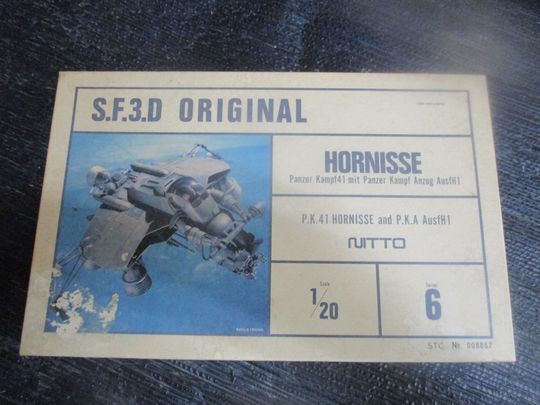 S.F.3.D ORIGINAL
HORNISSE
Panzer Kampf41 mit Panzer Kampf Anzug AusfH1
P.K.41 HORNISSE and P.K.A AusfH1
NITTO
Scale
1/20
Series
6
STC. Nr. 008867